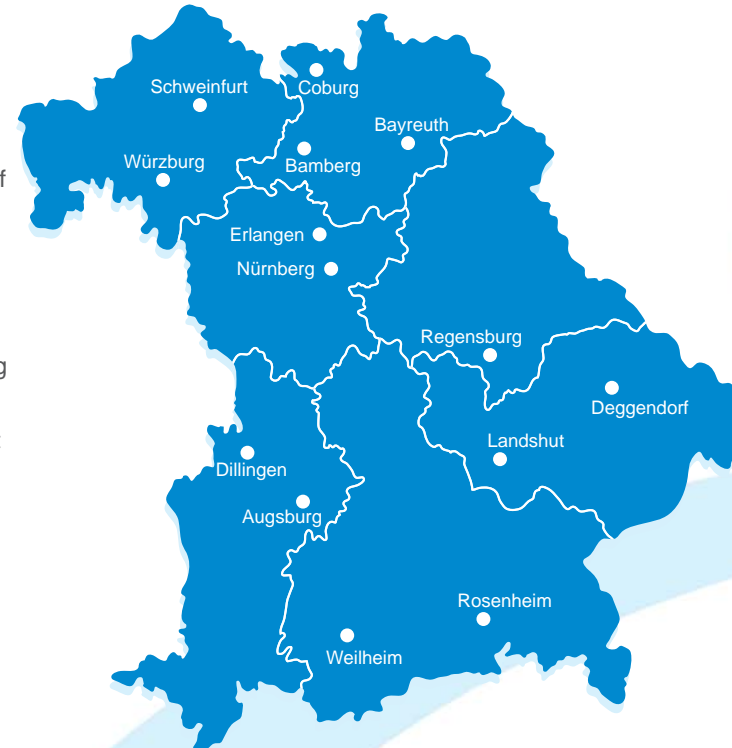 Schweinfurt
Coburg
Bayreuth
Würzburg
Bamberg
f
Erlangen
Nürnberg
Regensburg
g
Deggendorf
Landshut
Dillingen
Augsburg
Rosenheim
Weilheim